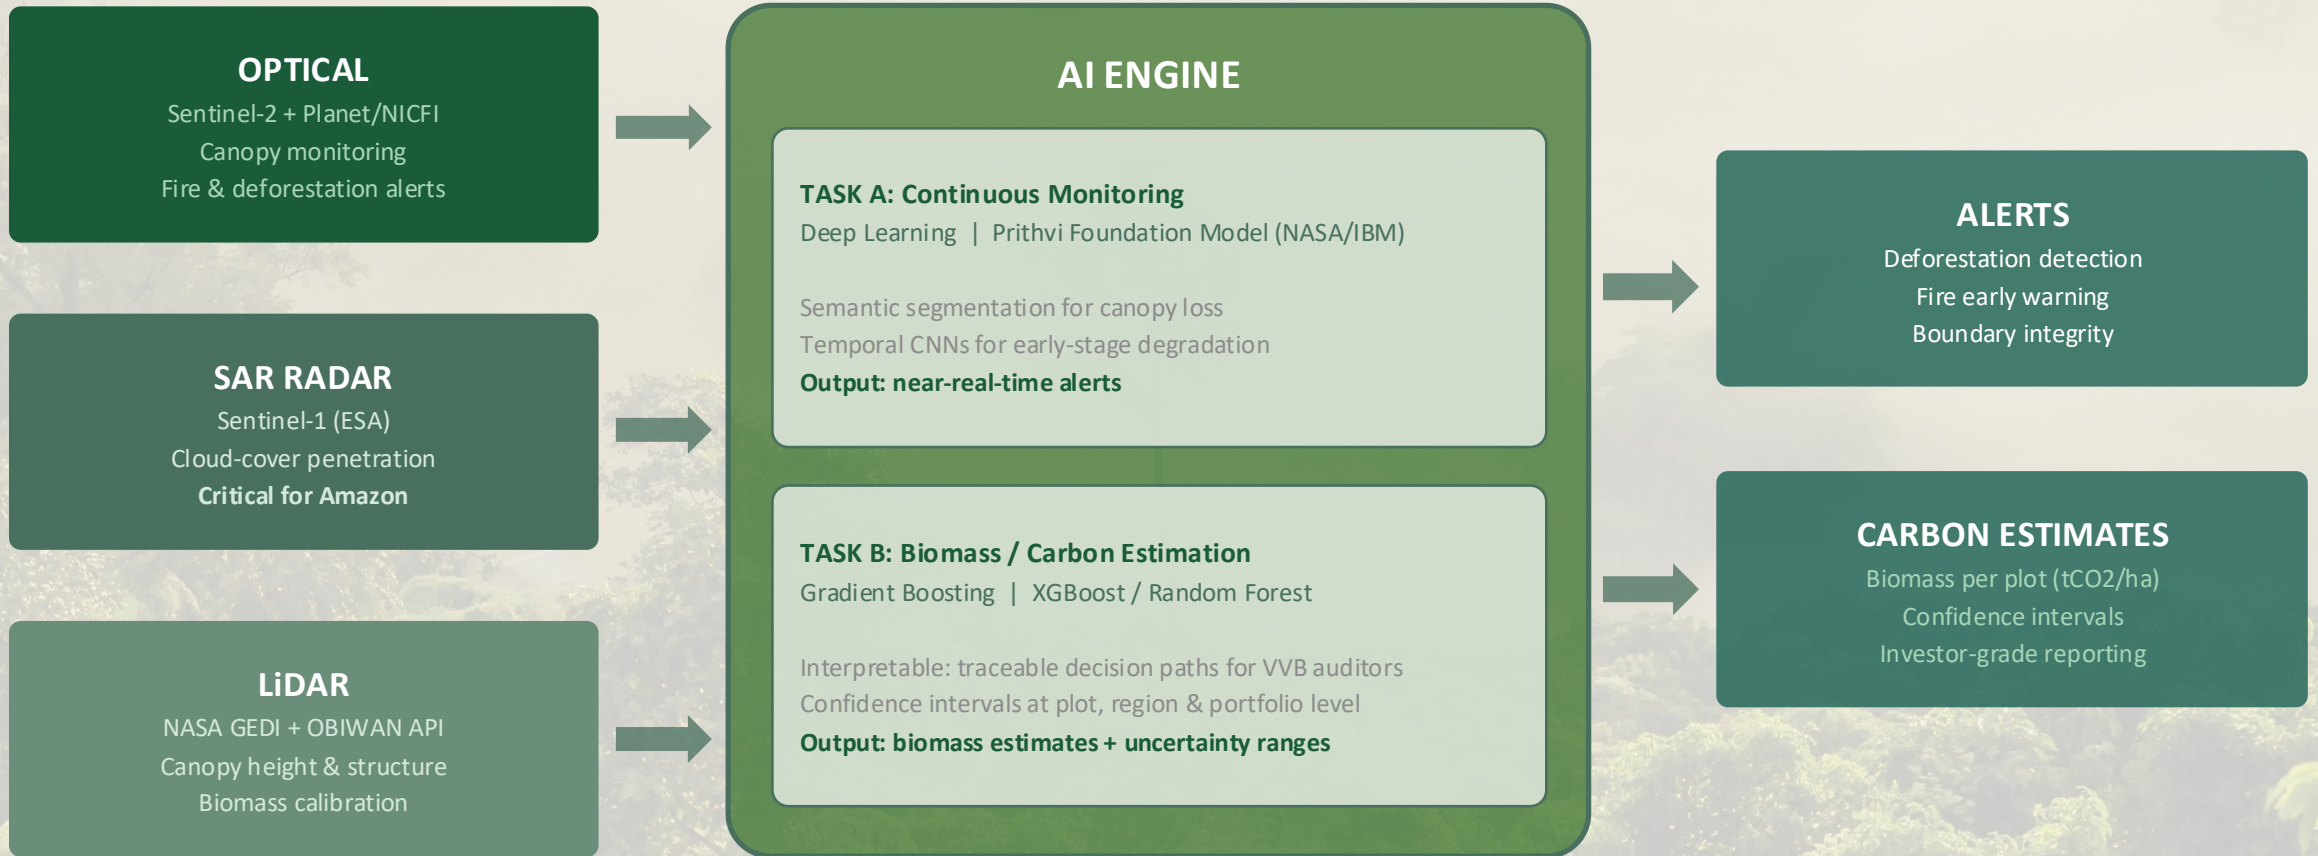 OPTICAL
Sentinel-2 + Planet/NICFI
Canopy monitoring
Fire & deforestation alerts
SAR RADAR
Sentinel-1 (ESA)
Cloud-cover penetration
Critical for Amazon
LiDAR
NASA GEDI + OBIWAN API
Canopy height & structure
Biomass calibration
AI ENGINE
TASK A: Continuous Monitoring
Deep Learning | Prithvi Foundation Model (NASA/IBM)
Semantic segmentation for canopy loss
Temporal CNNs for early-stage degradation
Output: near-real-time alerts
TASK B: Biomass / Carbon Estimation
Gradient Boosting | XGBoost / Random Forest
Interpretable: traceable decision paths for VVB auditors
Confidence intervals at plot, region & portfolio level
Output: biomass estimates + uncertainty ranges
ALERTS
Deforestation detection
Fire early warning
Boundary integrity
CARBON ESTIMATES
Biomass per plot (tCO2/ha)
Confidence intervals
Investor-grade reporting